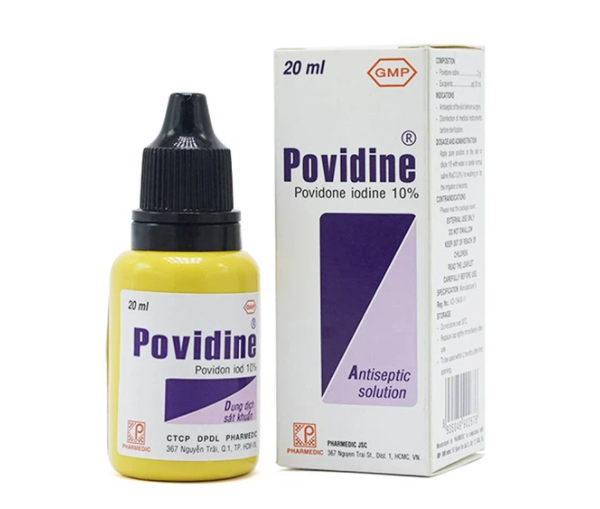 20 ml
GMP
Povidine®
Povidon iod 10%
Dung dịch
sát khuẩn
PHARMEDIC
CTCP DPDL PHARMEDIC
367 Nguyễn Trãi, Q.1, TP. HCM-VN.
20 ml
GMP
Povidine®
Povidone iodine 10%
Antiseptic
solution
PHARMEDIC
PHARMEDIC JSC
367 Nguyen Trai St., Dist. 1, HCMC, VN.
COMPOSITION
- Povidone iodine
- Excipients
INDICATIONS
DOSAGE AND ADMINISTRATION
CONTRAINDICATIONS
EXTERNAL USE ONLY
DO NOT SWALLOW
KEEP OUT OF REACH OF
CHILDREN
READ THE LEAFLET
CAREFULLY BEFORE USE
SPECIFICATION
STORAGE